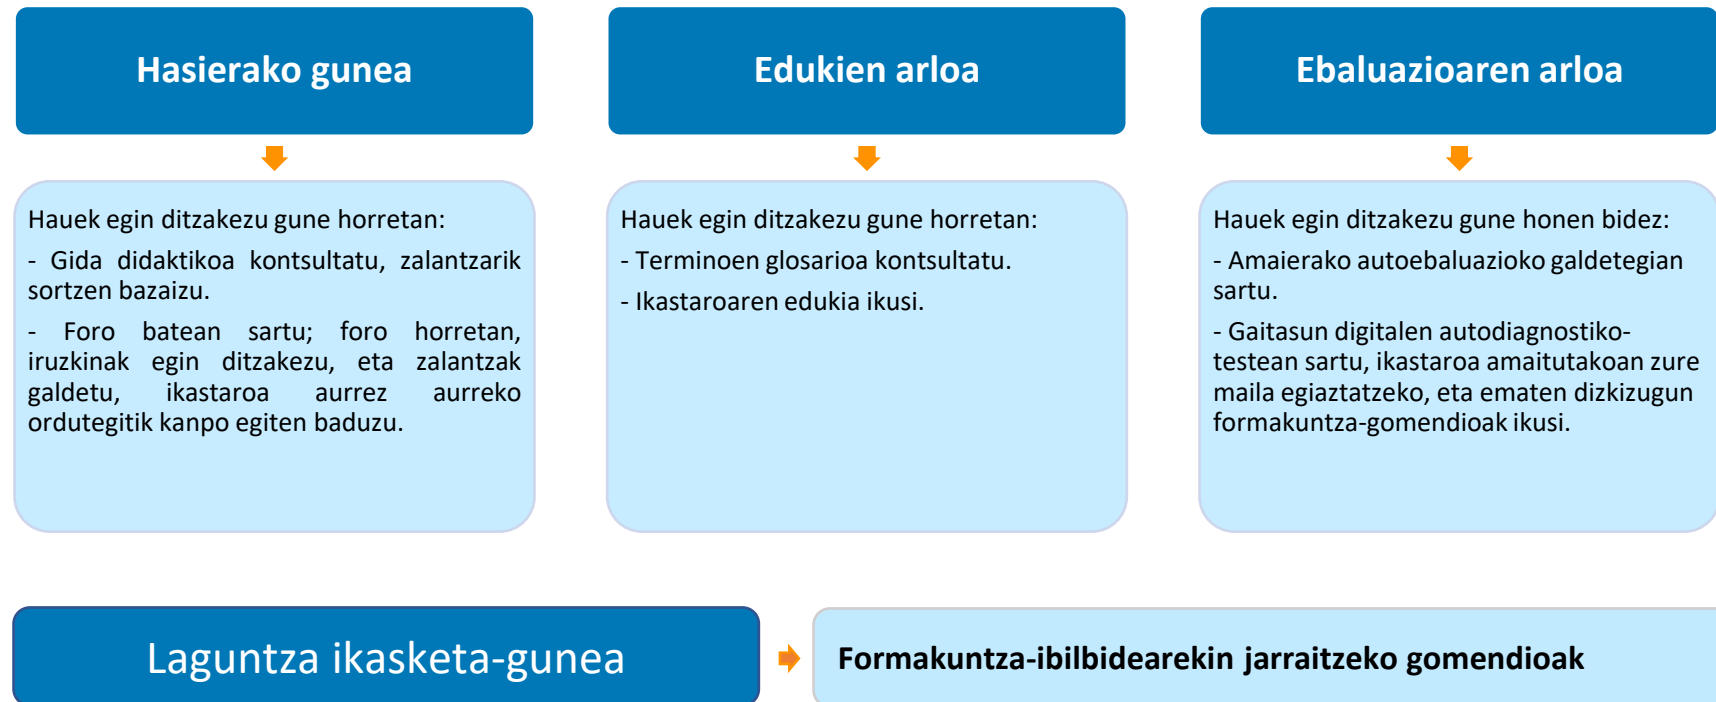 Hasierako gunea
Hauek egin ditzakezu gune horretan:
- Gida didaktikoa kontsultatu, zalantzarik
sortzen bazaizu.
- Foro batean sartu; foro horretan,
iruzkinak egin ditzakezu, eta zalantzak
galdetu, ikastaroa aurrez aurreko
ordutegitik kanpo egiten baduzu.
Edukien arloa
Hauek egin ditzakezu gune horretan:
- Terminoen glosarioa kontsultatu.
- Ikastaroaren edukia ikusi.
Ebaluazioaren arloa
Hauek egin ditzakezu gune honen bidez:
- Amaierako autoebaluazioko galdetegian
sartu.
- Gaitasun digitalen autodiagnostiko-
testean sartu, ikastaroa amaitutakoan zure
maila egiaztatzeko, eta ematen dizkizugun
formakuntza-gomendioak ikusi.
Laguntza ikasketa-gunea
Formakuntza-ibilbidearekin jarraitzeko gomendioak